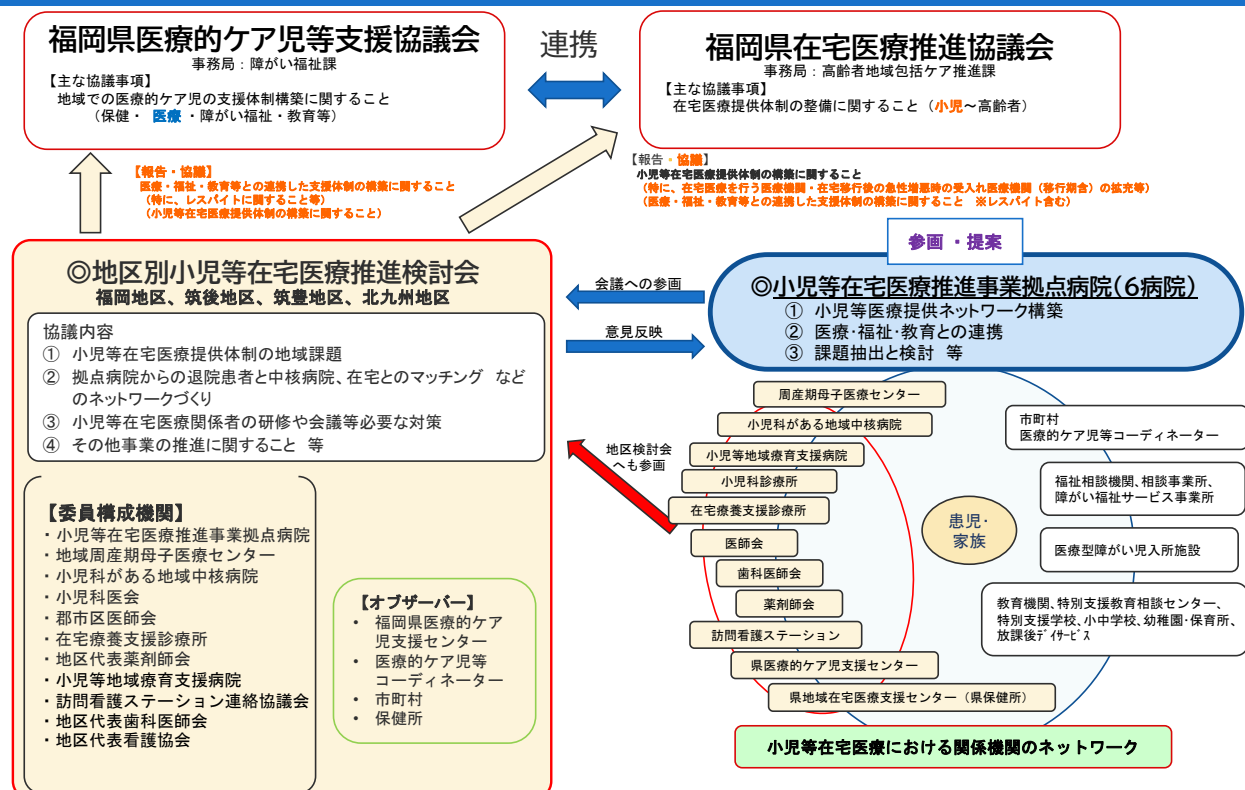 福岡県医療的ケア児等支援協議会
事務局：障がい福祉課
【主な協議事項】
地域での医療的ケア児の支援体制構築に関すること
（保健・ 医療 ・障がい福祉・教育等）
連携
福岡県在宅医療推進協議会
事務局：高齢者地域包括ケア推進課
【主な協議事項】
在宅医療提供体制の整備に関すること（小児～高齢者）
【報告・協議】
医療・福祉・教育等との連携した支援体制の構築に関すること
（特に、レスパイトに関すること等）
（小児等在宅医療提供体制の構築に関すること）
【報告・協議】
小児等在宅医療提供体制の構築に関すること
（特に、在宅医療を行う医療機関・在宅移行後の急性増悪時の受入れ医療機関（移行期含）の拡充等）
（医療・福祉・教育等との連携した支援体制の構築に関すること ※レスパイト含む）
◎地区別小児等在宅医療推進検討会
福岡地区、筑後地区、筑豊地区、北九州地区
協議内容
① 小児等在宅医療提供体制の地域課題
② 拠点病院からの退院患者と中核病院、在宅とのマッチング など
のネットワークづくり
③ 小児等在宅医療関係者の研修や会議等必要な対策
④ その他事業の推進に関すること 等
【委員構成機関】
・小児等在宅医療推進事業拠点病院
・地域周産期母子医療センター
・小児科がある地域中核病院
・小児科医会
・郡市区医師会
・在宅療養支援診療所
・地区代表薬剤師会
・小児等地域療育支援病院
・訪問看護ステーション連絡協議会
・地区代表歯科医師会
・地区代表看護協会
【オブザーバー】
• 福岡県医療的ケア
児支援センター
• 医療的ケア児等
コーディネーター
• 市町村
• 保健所
会議への参画
意見反映
地区検討会
へも参画
参画 ・提案
◎小児等在宅医療推進事業拠点病院（６病院）
① 小児等医療提供ネットワーク構築
② 医療・福祉・教育との連携
③ 課題抽出と検討 等
周産期母子医療センター
小児科がある地域中核病院
小児等地域療育支援病院
小児科診療所
在宅療養支援診療所
医師会
歯科医師会
薬剤師会
訪問看護ステーション
県医療的ケア児支援センター
県地域在宅医療支援センター（県保健所）
患児・
家族
市町村
医療的ケア児等コーディネーター
福祉相談機関、相談事業所、
障がい福祉サービス事業所
医療型障がい児入所施設
教育機関、特別支援教育相談センター、
特別支援学校、小中学校、幼稚園・保育所、
放課後ﾃﾞｲｻｰﾋﾞｽ
小児等在宅医療における関係機関のネットワーク